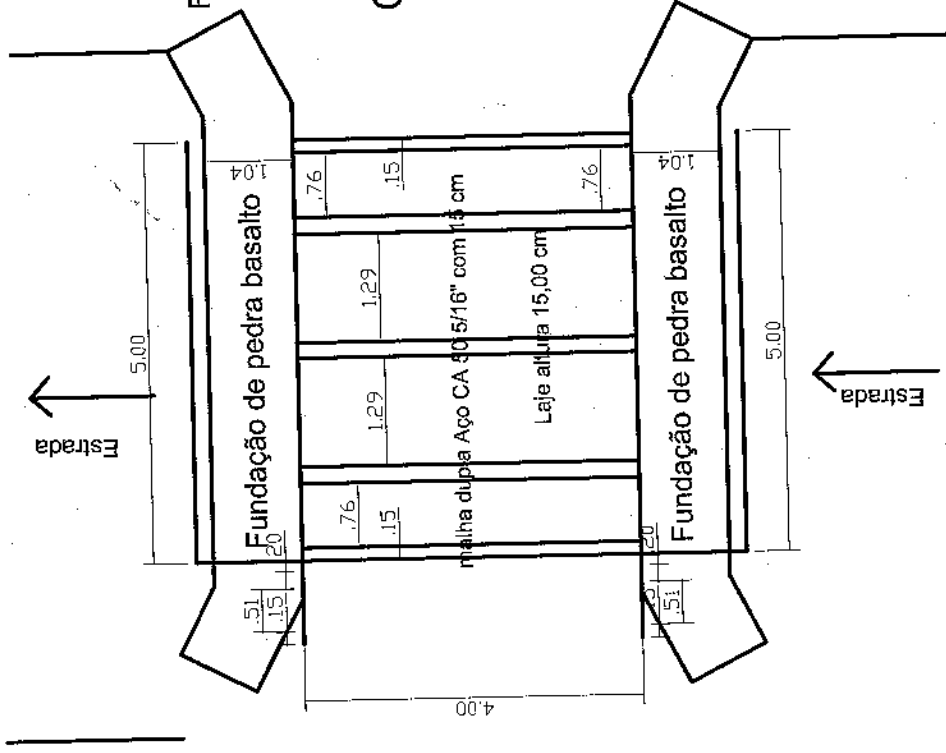 5.00
Estrada
1.04
Fundação de pedra basalto
.20
.51
.15
.76
.15
.76
.15
.76
1.29
1.29
malha dupla Aço CA 50 5/16" com 15 cm
Laje altura 15,00 cm
4.00
.20
.51
1.04
Fundação de pedra basalto
5.00
Estrada